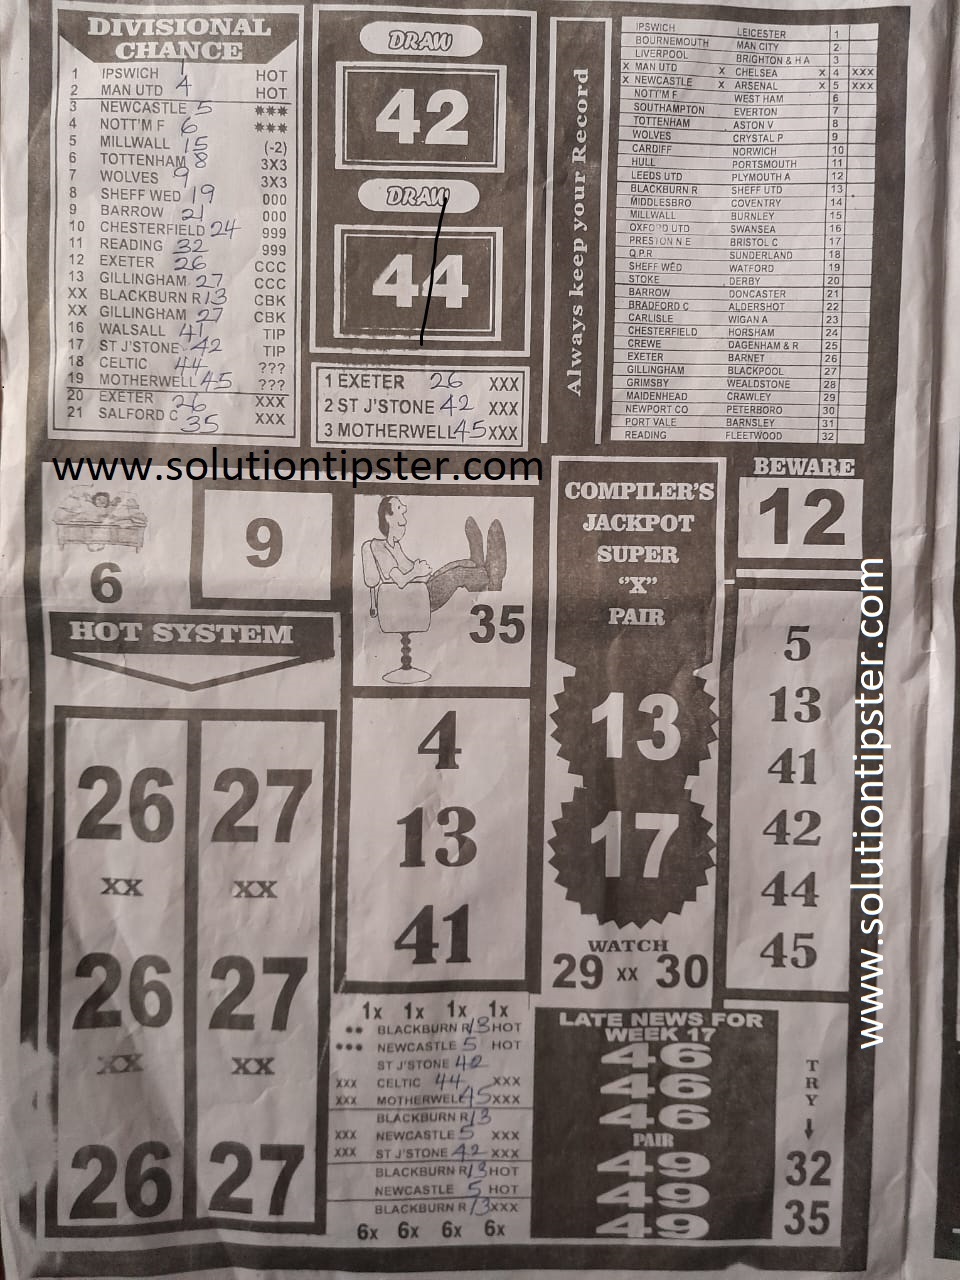 DIVISIONAL
CHANCE
1 IPSWICH 1 HOT
2 MAN UTD 4 HOT
3 NEWCASTLE 5 ***
4 NOTT'M F 6 ***
5 MILLWALL 15 (-2)
6 TOTTENHAM 8 3X3
7 WOLVES 9 3X3
8 SHEFF WED 19 000
9 BARROW 21 000
10 CHESTERFIELD 24 999
11 READING 32 999
12 EXETER 26 CCC
13 GILLINGHAM 27 CCC
XX BLACKBURN R 13 CBK
XX GILLINGHAM 27 CBK
16 WALSALL 41 TIP
17 ST J'STONE 42 TIP
18 CELTIC 44 ???
19 MOTHERWELL 45 ???
20 EXETER 26 XXX
21 SALFORD C 35 XXX
DRAW
42
DRAW
44
1 EXETER 26 XXX
2 ST J'STONE 42 XXX
3 MOTHERWELL 45 XXX
Always keep your Record
IPSWICH LEICESTER 1
BOURNEMOUTH MAN CITY 2
LIVERPOOL BRIGHTON & H A 3
X MAN UTD X CHELSEA X 4 XXX
X NEWCASTLE X ARSENAL X 5 XXX
NOTT'M F WEST HAM 6
SOUTHAMPTON EVERTON 7
TOTTENHAM ASTON V 8
WOLVES CRYSTAL P 9
CARDIFF NORWICH 10
HULL PORTSMOUTH 11
LEEDS UTD PLYMOUTH A 12
BLACKBURN R SHEFF UTD 13
MIDDLESBRO COVENTRY 14
MILLWALL BURNLEY 15
OXFORD UTD SWANSEA 16
PRESTON N E BRISTOL C 17
Q.P.R SUNDERLAND 18
SHEFF WED WATFORD 19
STOKE DERBY 20
BARROW DONCASTER 21
BRADFORD C ALDERSHOT 22
CARLISLE WIGAN A 23
CHESTERFIELD HORSHAM 24
CREWE DAGENHAM & R 25
EXETER BARNET 26
GILLINGHAM BLACKPOOL 27
GRIMSBY WEALDSTONE 28
MAIDENHEAD CRAWLEY 29
NEWPORT CO PETERBORO 30
PORT VALE BARNSLEY 31
READING FLEETWOOD 32
www.solutiontipster.com
6
9
35
HOT SYSTEM
26 27
XX XX
26 27
XX XX
26 27
4
13
41
COMPILER'S
JACKPOT
SUPER
"X"
PAIR
13
17
WATCH
29 XX 30
BEWARE
12
5
13
41
42
44
45
www.solutiontipster.com
1x 1x 1x 1x
•• BLACKBURN R 13 HOT
••• NEWCASTLE 5 HOT
ST J'STONE 42
XXX CELTIC 44 XXX
XXX MOTHERWELL 45 XXX
BLACKBURN R 13
XXX NEWCASTLE 5 XXX
XXX ST J'STONE 42 XXX
BLACKBURN R 13 HOT
NEWCASTLE 5 HOT
BLACKBURN R 13 XXX
6x 6x 6x 6x
LATE NEWS FOR
WEEK 17
46
46
46
PAIR
49
49
49
TRY
32
35